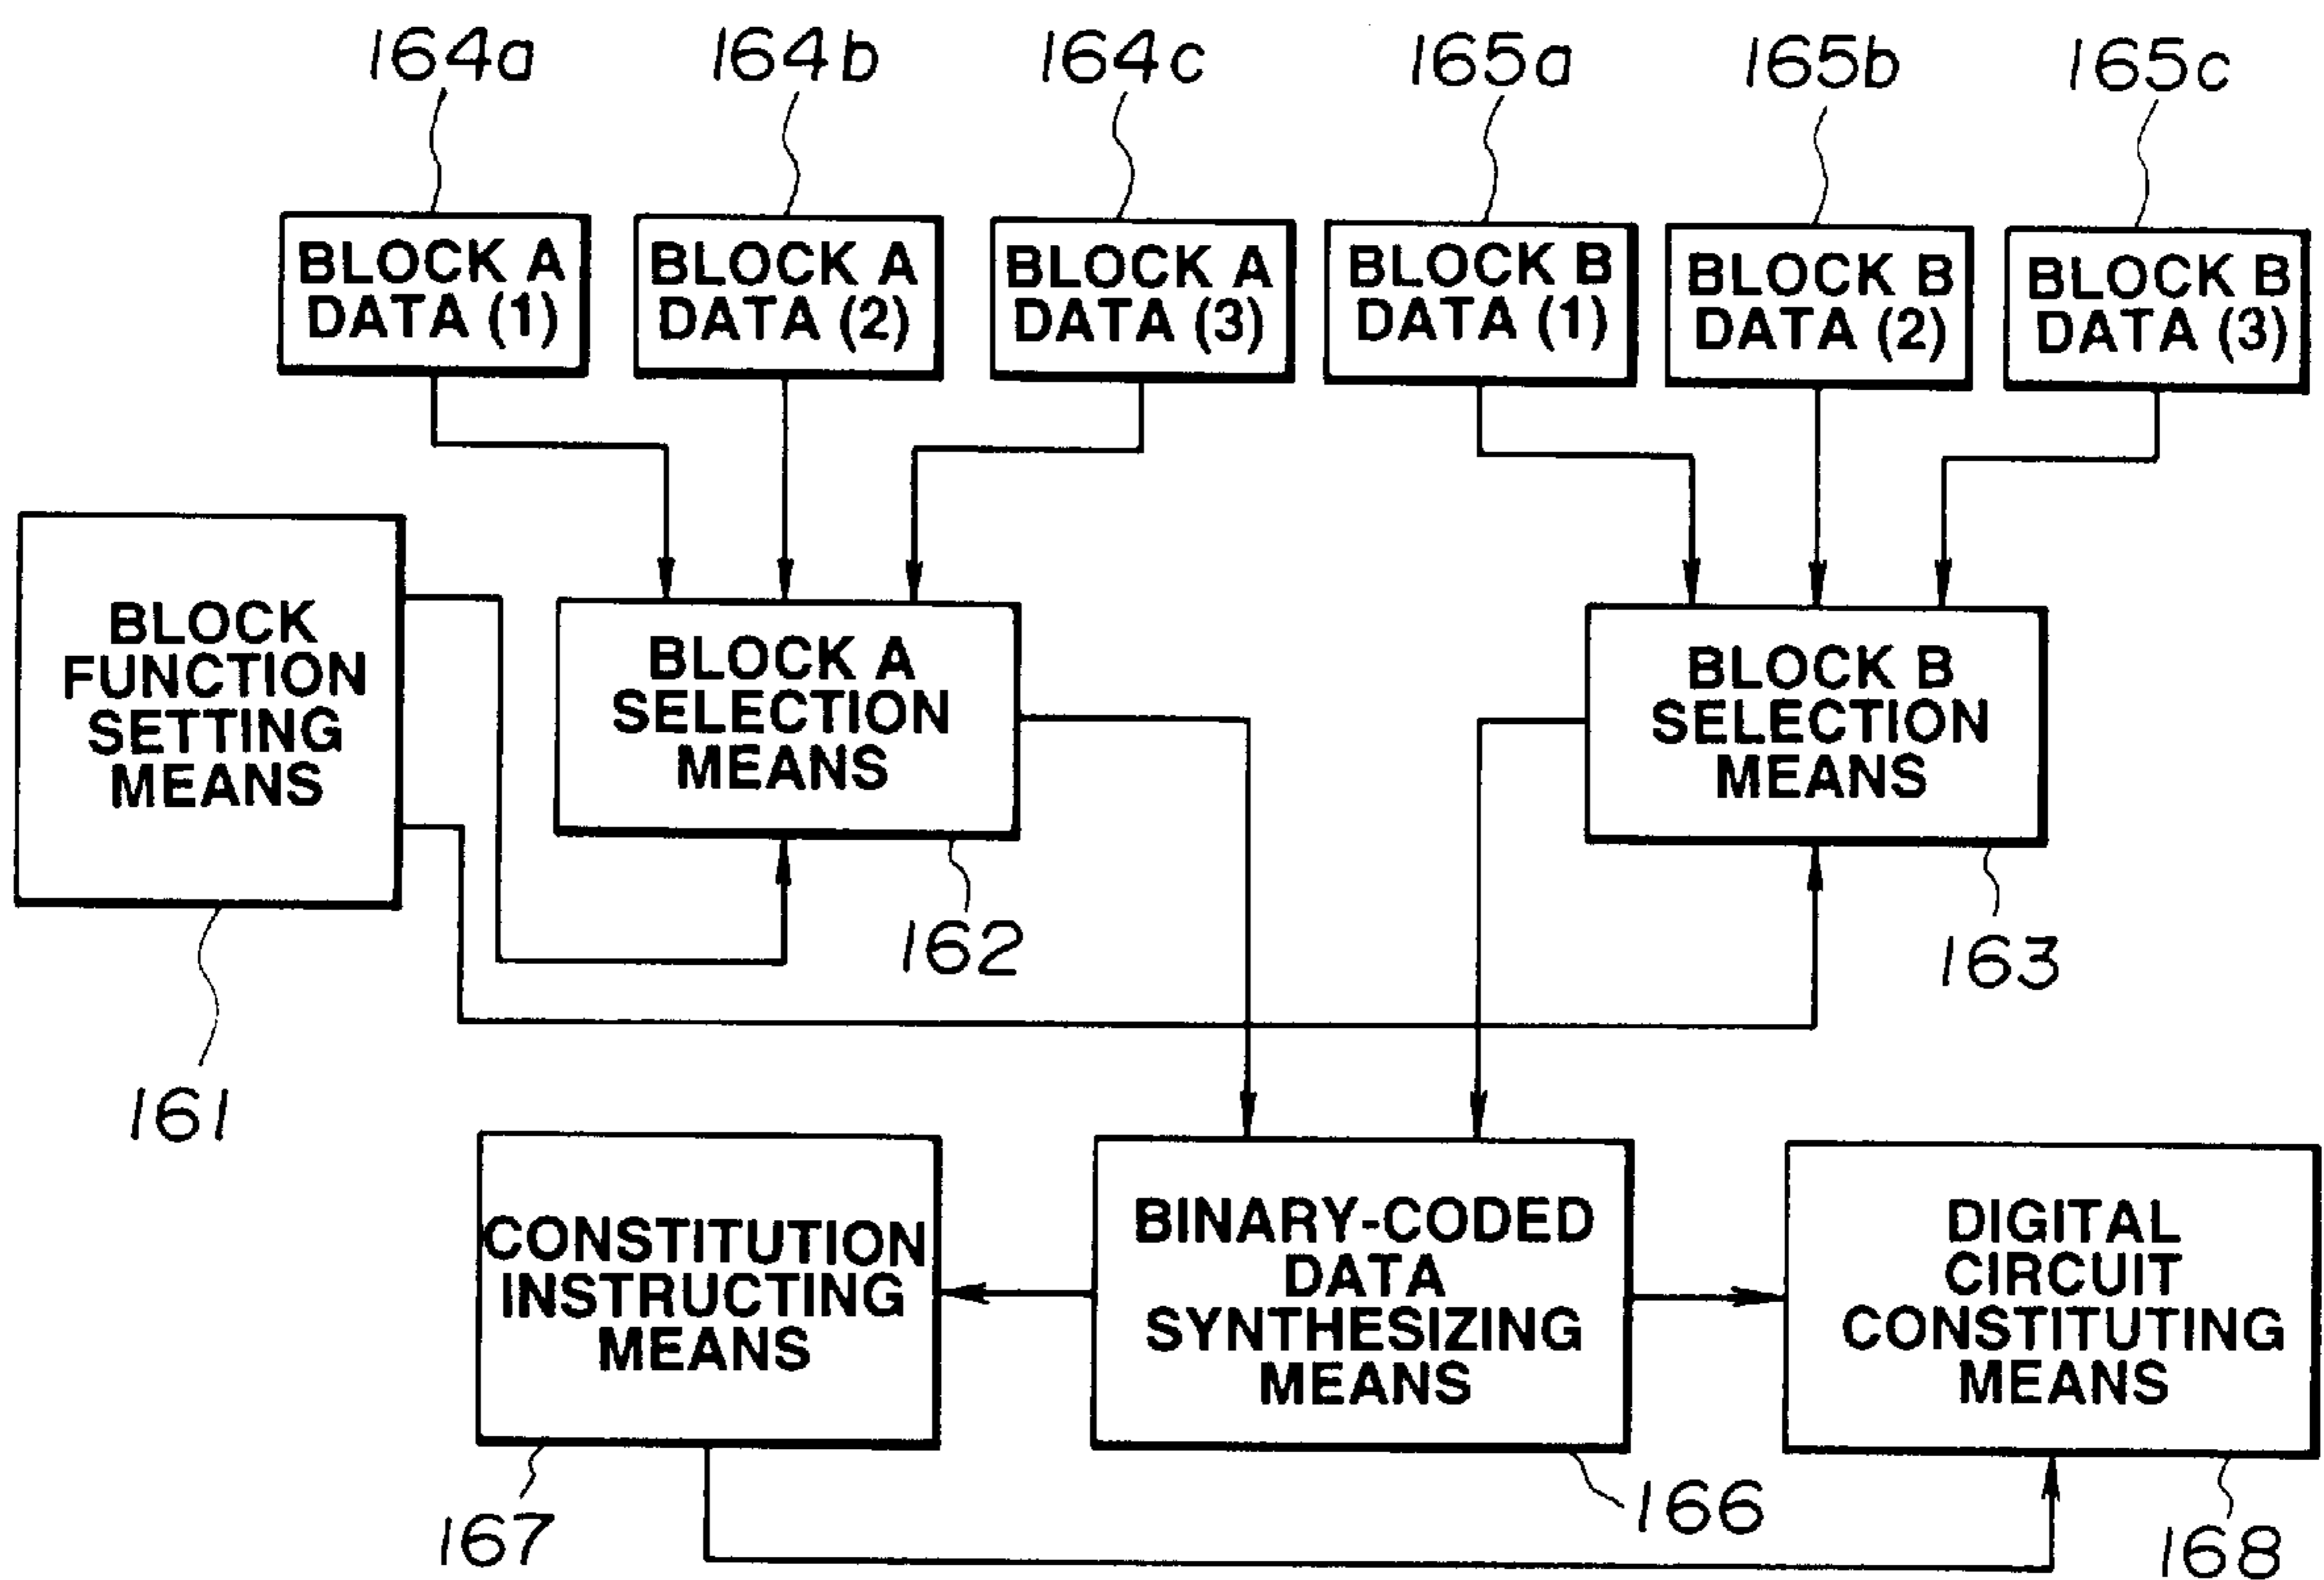 164a
164b
164c
165a
165b
165c
BLOCK A
DATA (1)
BLOCK A
DATA (2)
BLOCK A
DATA (3)
BLOCK B
DATA (1)
BLOCK B
DATA (2)
BLOCK B
DATA (3)
BLOCK
FUNCTION
SETTING
MEANS
BLOCK A
SELECTION
MEANS
BLOCK B
SELECTION
MEANS
162
163
161
CONSTITUTION
INSTRUCTING
MEANS
BINARY-CODED
DATA
SYNTHESIZING
MEANS
DIGITAL
CIRCUIT
CONSTITUTING
MEANS
167
166
168